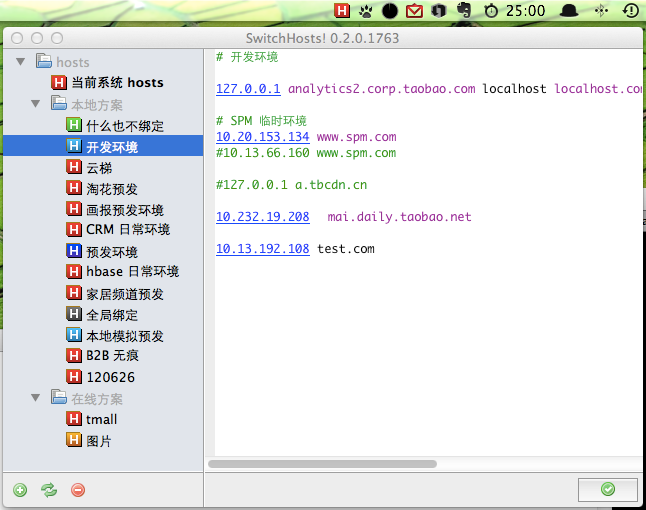 25:00
SwitchHosts! 0.2.0.1763
hosts
当前系统 hosts
本地方案
什么也不绑定
开发环境
云梯
淘花预发
画报预发环境
CRM 日常环境
预发环境
hbase 日常环境
家居频道预发
全局绑定
本地模拟预发
B2B 无痕
120626
在线方案
tmall
图片
# 开发环境
127.0.0.1 analytics2.corp.taobao.com localhost localhost.com
# SPM 临时环境
10.20.153.134 www.spm.com
#10.13.66.160 www.spm.com
#127.0.0.1 a.tbcdn.cn
10.232.19.208 mai.daily.taobao.net
10.13.192.108 test.com